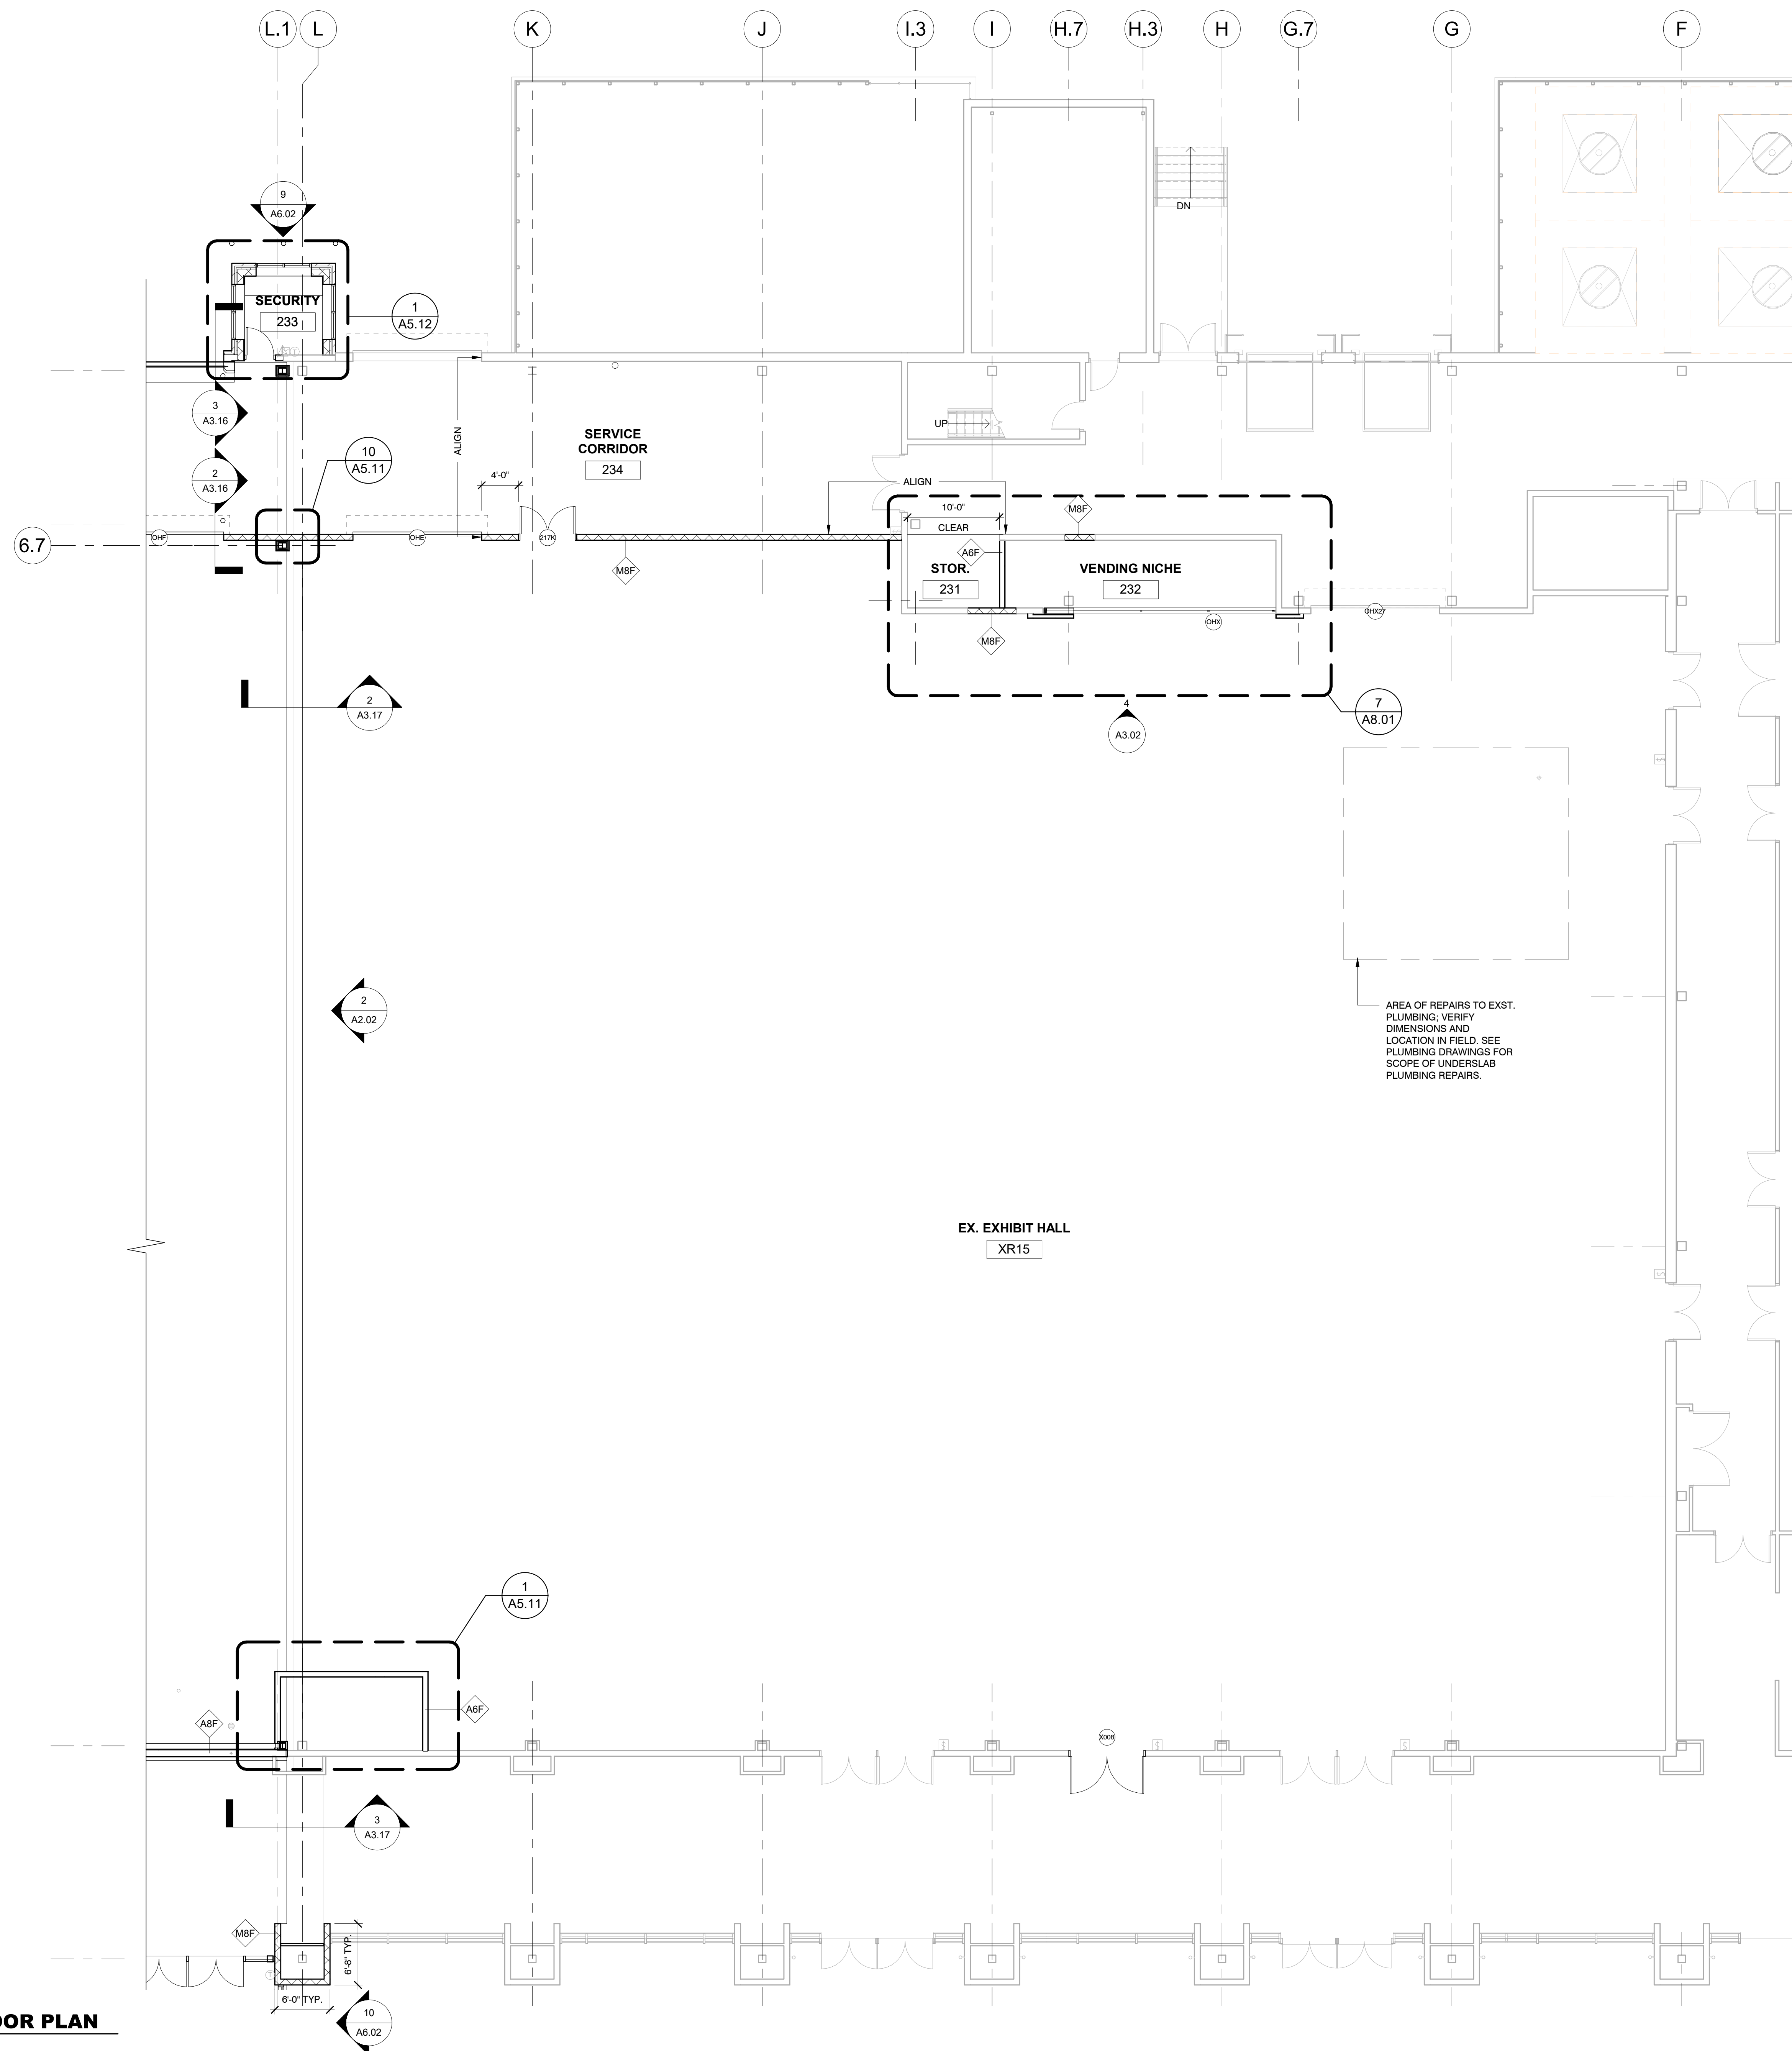 L.1
L
K
J
I.3
I
H.7
H.3
H
G.7
G
F
9
A6.02
DN
SECURITY
233
1
A5.12
3
A3.16
ALIGN
SERVICE
CORRIDOR
234
UP
10
A5.11
2
A3.16
4'-0"
ALIGN
10'-0"
CLEAR
M8F
6.7
OHF
OHE
217K
M8F
A6F
STOR.
231
VENDING NICHE
232
OHX
OHX27
M8F
2
A3.17
4
A3.02
7
A8.01
2
A2.02
AREA OF REPAIRS TO EXST.
PLUMBING; VERIFY
DIMENSIONS AND
LOCATION IN FIELD. SEE
PLUMBING DRAWINGS FOR
SCOPE OF UNDERSLAB
PLUMBING REPAIRS.
EX. EXHIBIT HALL
XR15
1
A5.11
A6F
A8F
X008
3
A3.17
M8F
6'-8" TYP.
6'-0" TYP.
10
A6.02
OOR PLAN